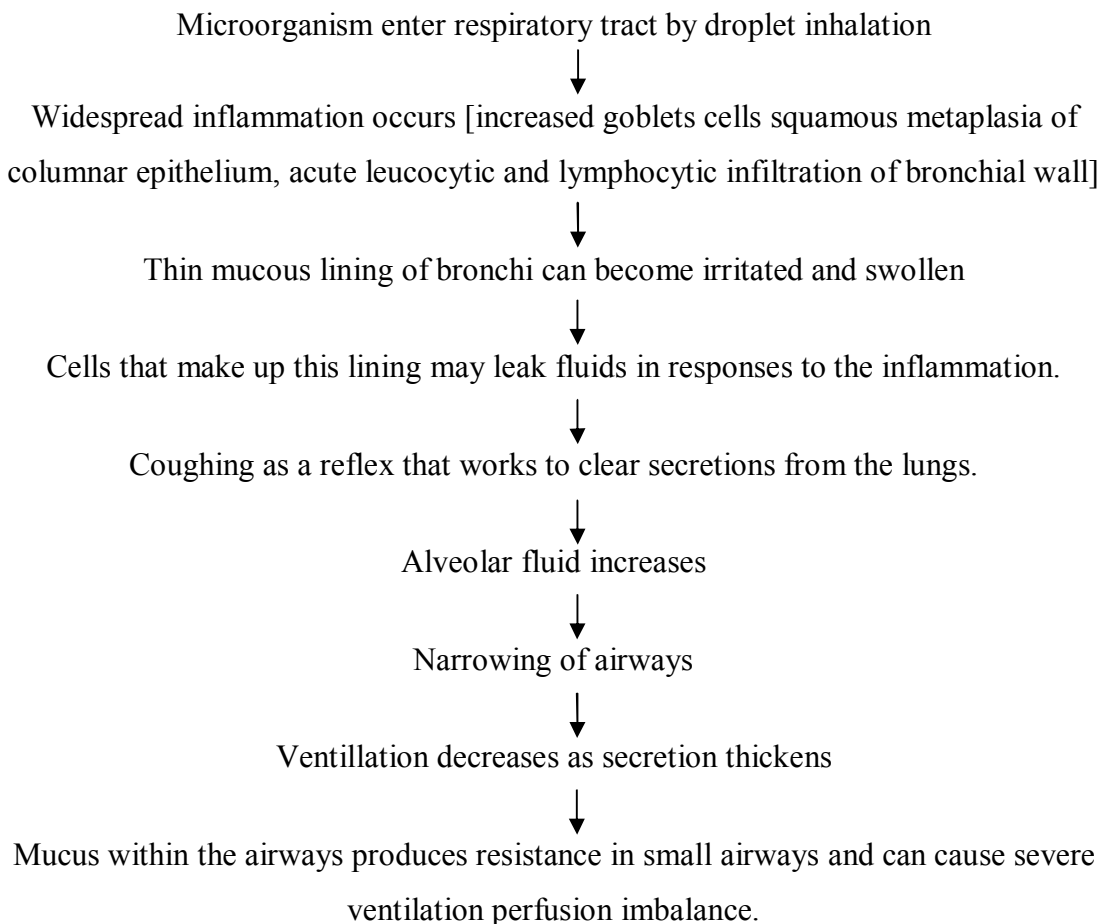 Microorganism enter respiratory tract by droplet inhalation
Widespread inflammation occurs [increased goblets cells squamous metaplasia of
columnar epithelium, acute leucocytic and lymphocytic infiltration of bronchial wall]
Thin mucous lining of bronchi can become irritated and swollen
Cells that make up this lining may leak fluids in responses to the inflammation.
Coughing as a reflex that works to clear secretions from the lungs.
Alveolar fluid increases
Narrowing of airways
Ventillation decreases as secretion thickens
Mucus within the airways produces resistance in small airways and can cause severe
ventilation perfusion imbalance.